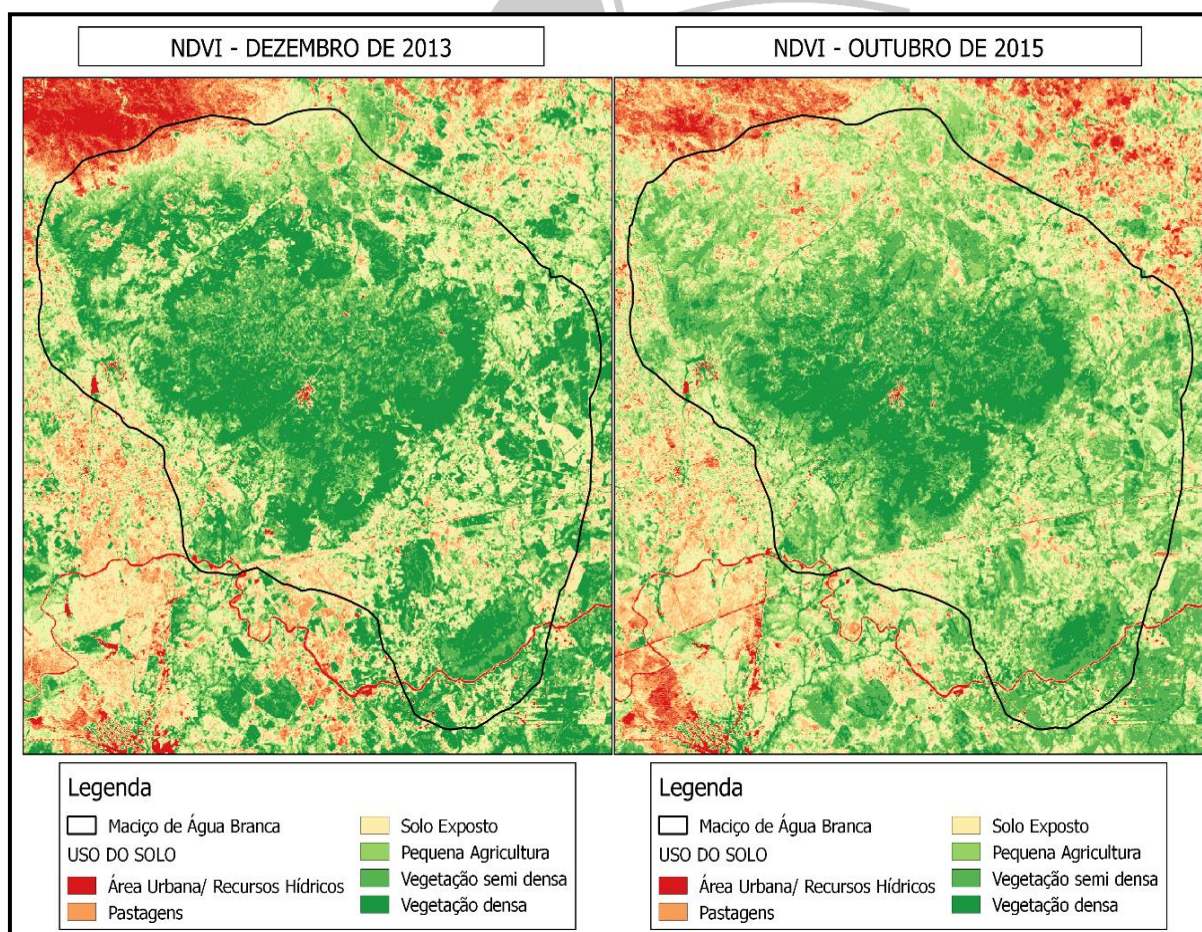 NDVI - DEZEMBRO DE 2013
NDVI - OUTUBRO DE 2015
Legenda
Maciço de Água Branca
USO DO SOLO
Área Urbana/ Recursos Hídricos
Pastagens
Solo Exposto
Pequena Agricultura
Vegetação semi densa
Vegetação densa
Legenda
Maciço de Água Branca
USO DO SOLO
Área Urbana/ Recursos Hídricos
Pastagens
Solo Exposto
Pequena Agricultura
Vegetação semi densa
Vegetação densa